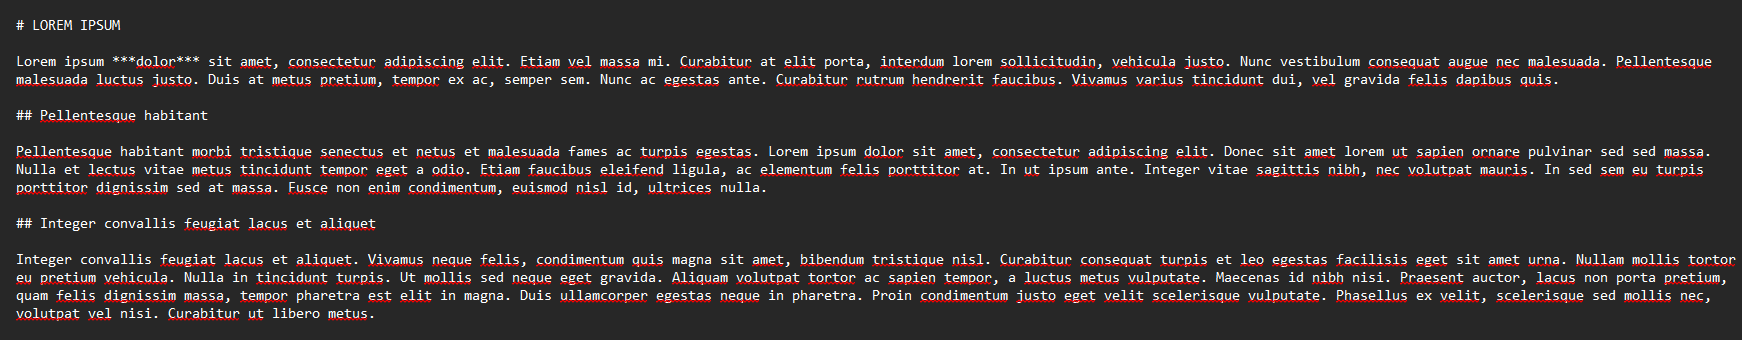 # LOREM IPSUM
Lorem ipsum ***dolor*** sit amet, consectetur adipiscing elit. Etiam vel massa mi. Curabitur at elit porta, interdum lorem sollicitudin, vehicula justo. Nunc vestibulum consequat augue nec malesuada. Pellentesque
malesuada luctus justo. Duis at metus pretium, tempor ex ac, semper sem. Nunc ac egestas ante. Curabitur rutrum hendrerit faucibus. Vivamus varius tincidunt dui, vel gravida felis dapibus quis.
## Pellentesque habitant
Pellentesque habitant morbi tristique senectus et netus et malesuada fames ac turpis egestas. Lorem ipsum dolor sit amet, consectetur adipiscing elit. Donec sit amet lorem ut sapien ornare pulvinar sed sed massa.
Nulla et lectus vitae metus tincidunt tempor eget a odio. Etiam faucibus eleifend ligula, ac elementum felis porttitor at. In ut ipsum ante. Integer vitae sagittis nibh, nec volutpat mauris. In sed sem eu turpis
porttitor dignissim sed at massa. Fusce non enim condimentum, euismod nisl id, ultrices nulla.
## Integer convallis feugiat lacus et aliquet
Integer convallis feugiat lacus et aliquet. Vivamus neque felis, condimentum quis magna sit amet, bibendum tristique nisl. Curabitur consequat turpis et leo egestas facilisis eget sit amet urna. Nullam mollis tortor
eu pretium vehicula. Nulla in tincidunt turpis. Ut mollis sed neque eget gravida. Aliquam volutpat tortor ac sapien tempor, a luctus metus vulputate. Maecenas id nibh nisi. Praesent auctor, lacus non porta pretium,
quam felis dignissim massa, tempor pharetra est elit in magna. Duis ullamcorper egestas neque in pharetra. Proin condimentum justo eget velit scelerisque vulputate. Phasellus ex velit, scelerisque sed mollis nec,
volutpat vel nisi. Curabitur ut libero metus.